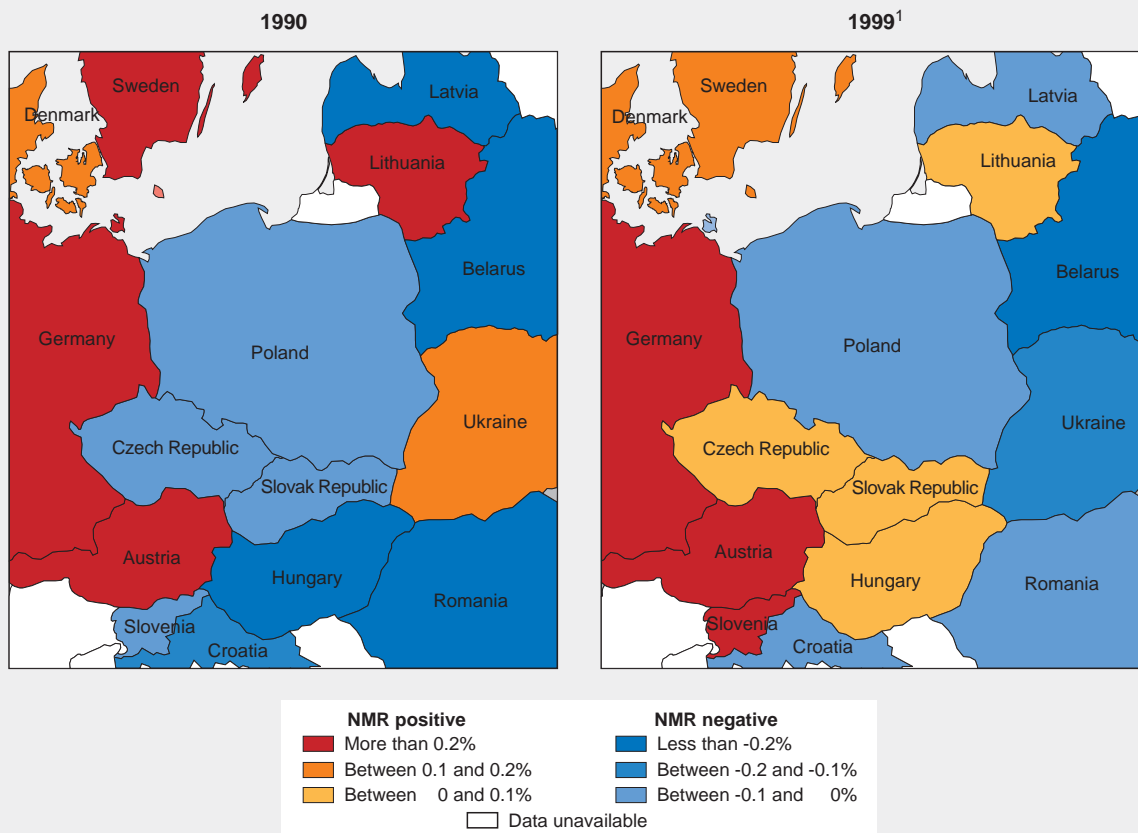 1990
Sweden
Denmark
Latvia
Lithuania
Belarus
Germany
Poland
Ukraine
Czech Republic
Slovak Republic
Austria
Hungary
Romania
Slovenia
Croatia
1999¹
Sweden
Denmark
Latvia
Lithuania
Belarus
Germany
Poland
Ukraine
Czech Republic
Slovak Republic
Austria
Hungary
Romania
Slovenia
Croatia
NMR positive
More than 0.2%
Between 0.1 and 0.2%
Between 0 and 0.1%
NMR negative
Less than -0.2%
Between -0.2 and -0.1%
Between -0.1 and 0%
Data unavailable